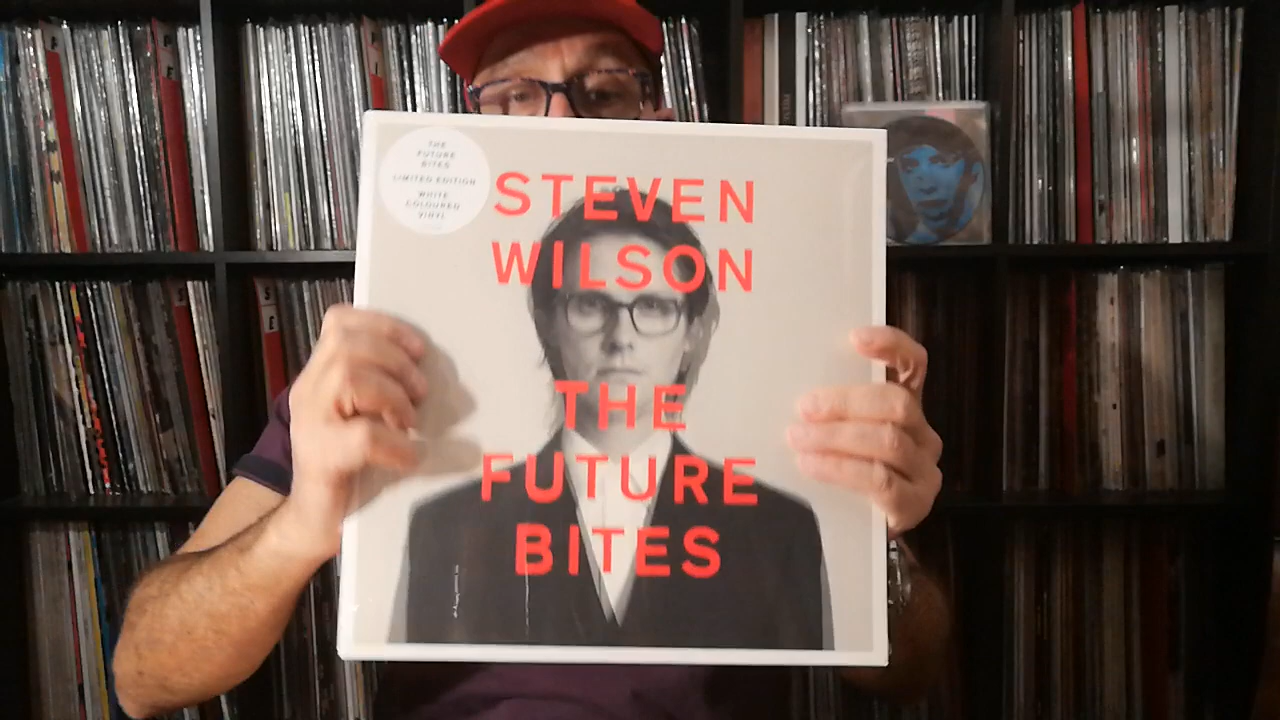 THE
FUTURE
BITES
LIMITED EDITION
WHITE
COLOURED
VINYL
STEVEN
WILSON
THE
FUTURE
BITES